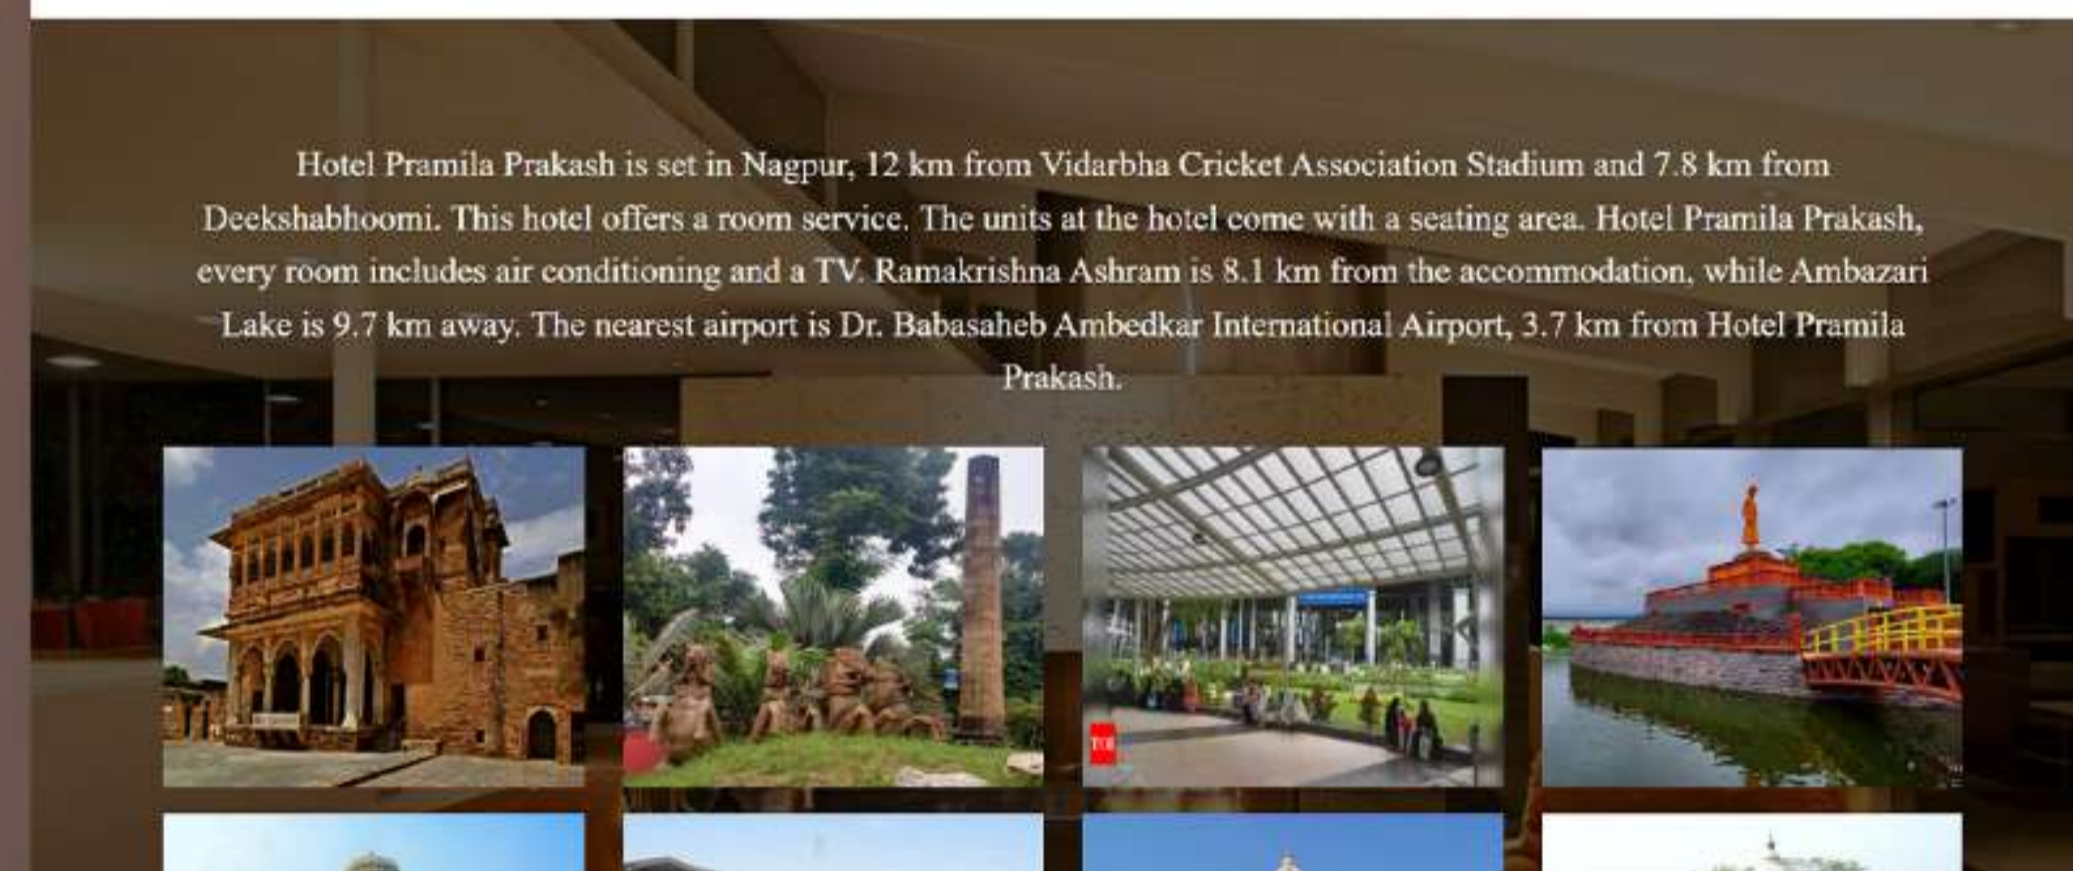 Hotel Pramila Prakash is set in Nagpur, 12 km from Vidarbha Cricket Association Stadium and 7.8 km from
Deekshabhoomi. This hotel offers a room service. The units at the hotel come with a seating area. Hotel Pramila Prakash,
every room includes air conditioning and a TV. Ramakrishna Ashram is 8.1 km from the accommodation, while Ambazari
Lake is 9.7 km away. The nearest airport is Dr. Babasaheb Ambedkar International Airport, 3.7 km from Hotel Pramila
Prakash.
TOI